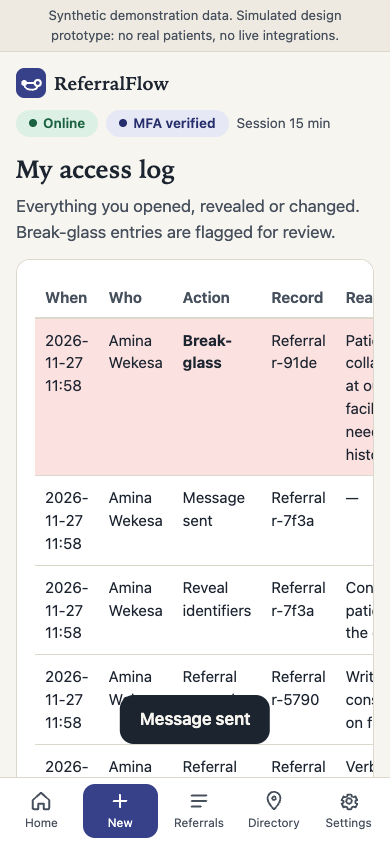 Synthetic demonstration data. Simulated design
prototype: no real patients, no live integrations.
ReferralFlow
Online
MFA verified
Session 15 min
My access log
Everything you opened, revealed or changed.
Break-glass entries are flagged for review.
When Who Action Record
2026- Amina Break- Referral
11-27 Wekesa glass r-91de
11:58
2026- Amina Message Referral —
11-27 Wekesa sent r-7f3a
11:58
2026- Amina Reveal Referral
11-27 Wekesa identifiers r-7f3a
11:58 the
2026- Amina Referral Referral
11-27 r-5790
11:58 on f
Message sent
2026- Amina Referral Referral
Home
New
Referrals
Directory
Settings